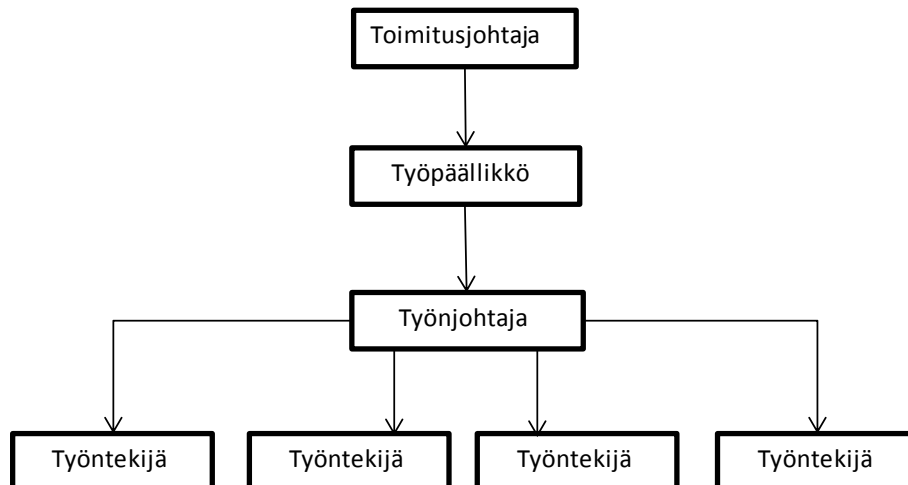 Toimitusjohtaja
Työpäällikkö
Työnjohtaja
Työntekijä
Työntekijä
Työntekijä
Työntekijä